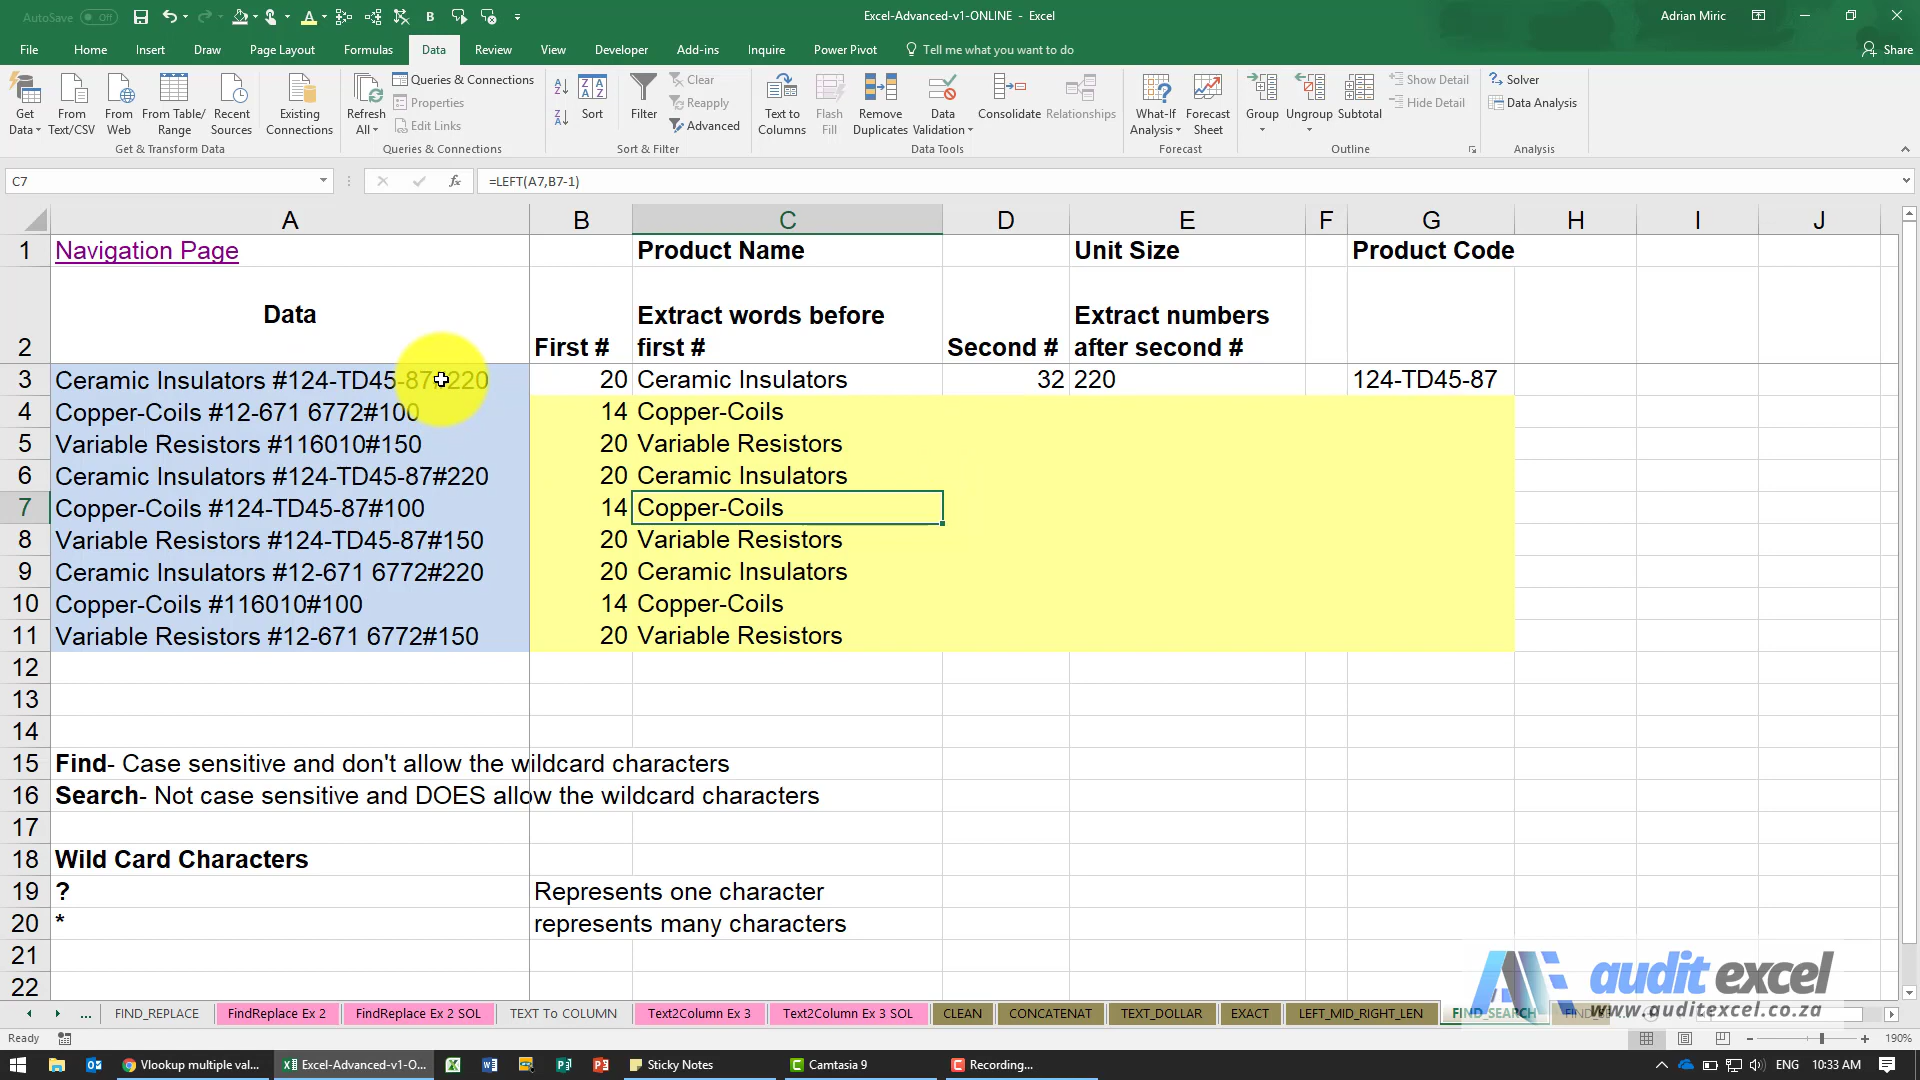 AutoSave Off
Excel-Advanced-v1-ONLINE - Excel
Adrian Miric
File Home Insert Draw Page Layout Formulas Data Review View Developer Add-ins Inquire Power Pivot Tell me what you want to do Share
Get Data
From Text/CSV
From Web
From Table/ Range
Recent Sources
Existing Connections
Get & Transform Data
Refresh All
Queries & Connections
Properties
Edit Links
Queries & Connections
Sort
Filter
Clear
Reapply
Advanced
Sort & Filter
Text to Columns
Flash Fill
Remove Duplicates
Data Validation
Consolidate
Relationships
Data Tools
What-If Analysis
Forecast Sheet
Forecast
Group
Ungroup
Subtotal
Show Detail
Hide Detail
Outline
Solver
Data Analysis
Analysis
C7 fx =LEFT(A7,B7-1)
A B C D E F G H I J
1 Navigation Page Product Name Unit Size Product Code
2 Data First # Extract words before first # Second # Extract numbers after second #
3 Ceramic Insulators #124-TD45-87#220 20 Ceramic Insulators 32 220 124-TD45-87
4 Copper-Coils #12-671 6772#100 14 Copper-Coils
5 Variable Resistors #116010#150 20 Variable Resistors
6 Ceramic Insulators #124-TD45-87#220 20 Ceramic Insulators
7 Copper-Coils #124-TD45-87#100 14 Copper-Coils
8 Variable Resistors #124-TD45-87#150 20 Variable Resistors
9 Ceramic Insulators #12-671 6772#220 20 Ceramic Insulators
10 Copper-Coils #116010#100 14 Copper-Coils
11 Variable Resistors #12-671 6772#150 20 Variable Resistors
12
13
14
15 Find- Case sensitive and don't allow the wildcard characters
16 Search- Not case sensitive and DOES allow the wildcard characters
17
18 Wild Card Characters
19 ? Represents one character
20 * represents many characters
21
22
audit excel
www.auditexcel.co.za
... FIND_REPLACE FindReplace Ex 2 FindReplace Ex 2 SOL TEXT To COLUMN Text2Column Ex 3 Text2Column Ex 3 SOL CLEAN CONCATENAT TEXT_DOLLAR EXACT LEFT_MID_RIGHT_LEN FIND_SEARCH
Ready 190%
Vlookup multiple val... Excel-Advanced-v1-O... Sticky Notes Camtasia 9 Recording... ENG 10:33 AM